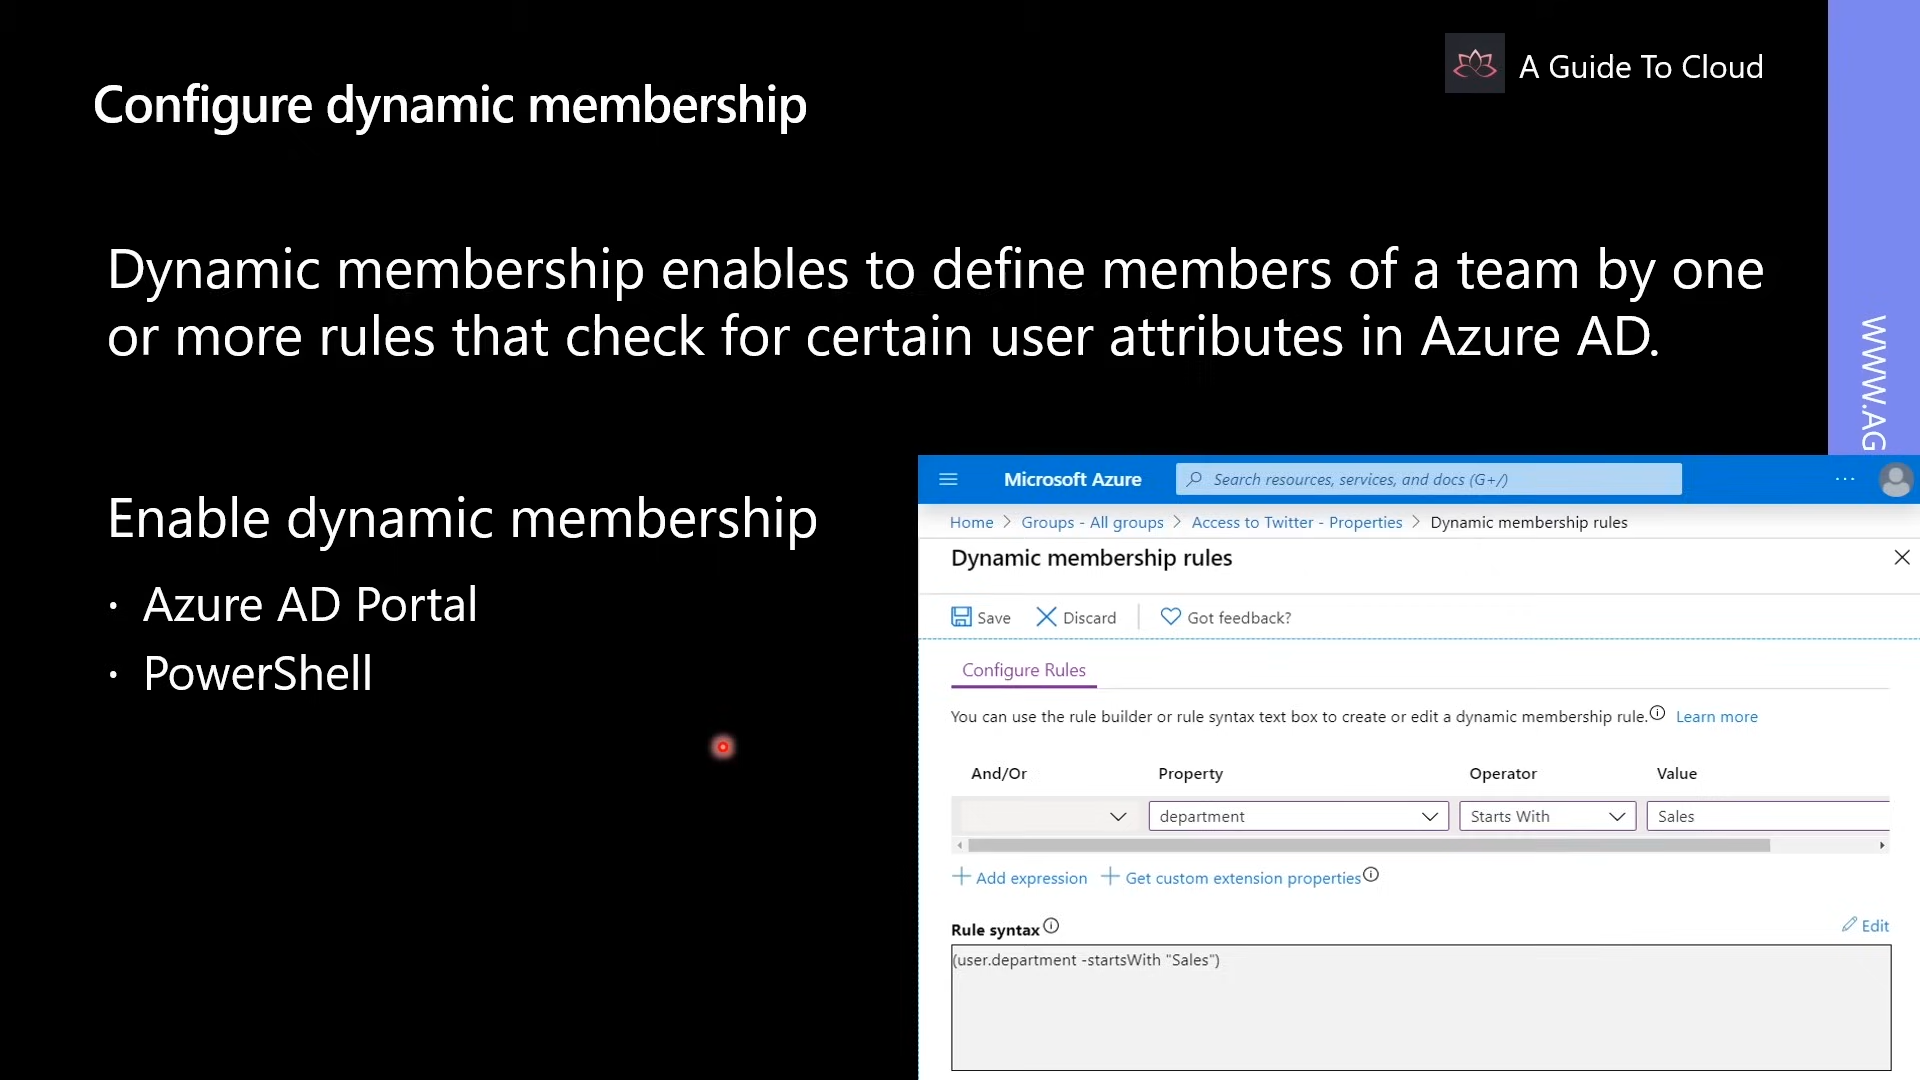 A Guide To Cloud
Configure dynamic membership
Dynamic membership enables to define members of a team by one
or more rules that check for certain user attributes in Azure AD.
WWW.AG
Enable dynamic membership
· Azure AD Portal
· PowerShell
Microsoft Azure
Search resources, services, and docs (G+/)
Home > Groups - All groups > Access to Twitter - Properties > Dynamic membership rules
Dynamic membership rules
Save Discard Got feedback?
Configure Rules
You can use the rule builder or rule syntax text box to create or edit a dynamic membership rule. Learn more
And/Or Property Operator Value
department Starts With Sales
+ Add expression + Get custom extension properties
Rule syntax Edit
(user.department -startsWith "Sales")